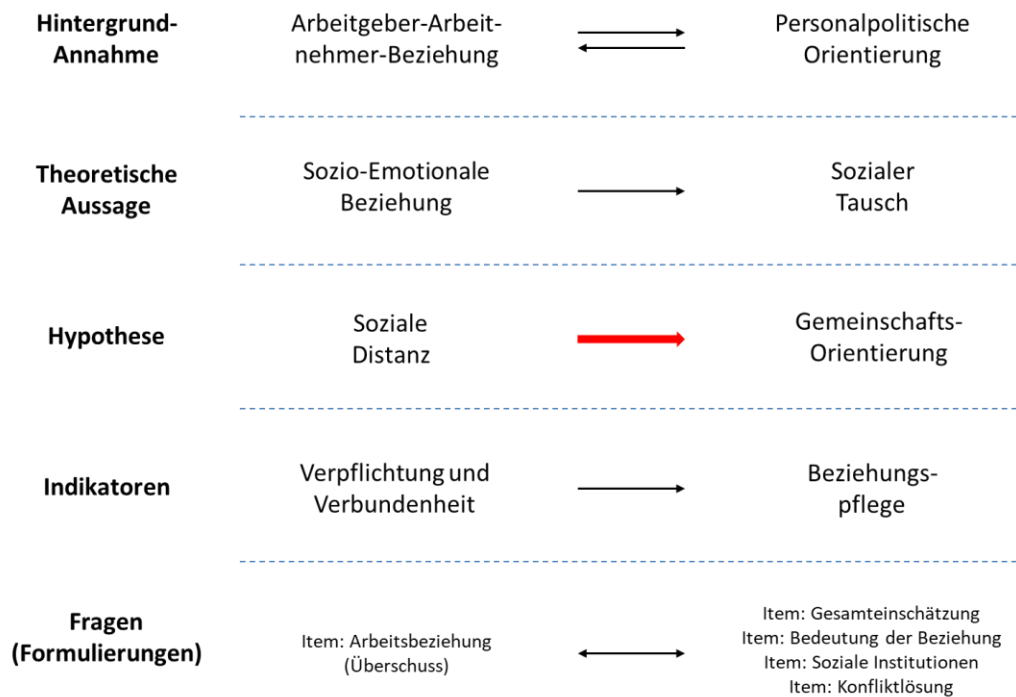 Hintergrund-
Annahme
Arbeitgeber-Arbeit-
nehmer-Beziehung
Personalpolitische
Orientierung
Theoretische
Aussage
Sozio-Emotionale
Beziehung
Sozialer
Tausch
Hypothese
Soziale
Distanz
Gemeinschafts-
Orientierung
Indikatoren
Verpflichtung und
Verbundenheit
Beziehungs-
pflege
Fragen
(Formulierungen)
Item: Arbeitsbeziehung
(Überschuss)
Item: Gesamteinschätzung
Item: Bedeutung der Beziehung
Item: Soziale Institutionen
Item: Konfliktlösung